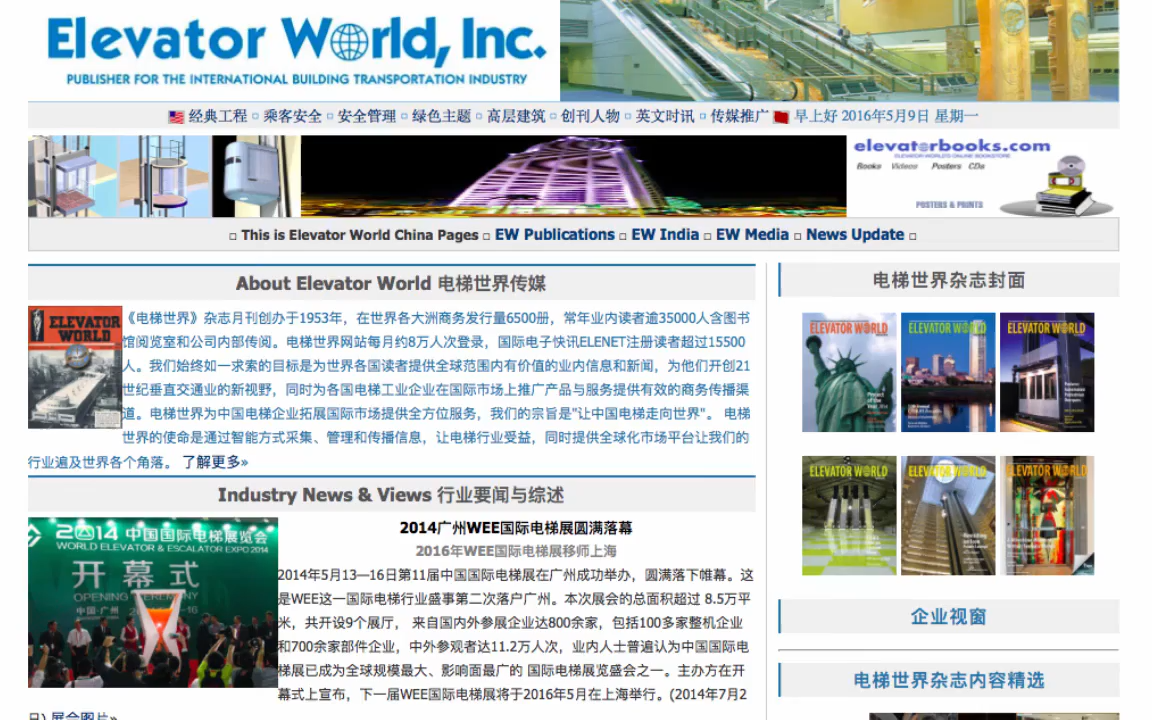 Elevator World, Inc.
PUBLISHER FOR THE INTERNATIONAL BUILDING TRANSPORTATION INDUSTRY
经典工程 □ 乘客安全 □ 安全管理 □ 绿色主题 □ 高层建筑 □ 创刊人物 □ 英文时讯 □ 传媒推广 早上好 2016年5月9日 星期一
elevatorbooks.com
ELEVATOR WORLD'S ONLINE BOOKSTORE
Books Videos Posters CDs
POSTERS & PRINTS
□ This is Elevator World China Pages □ EW Publications □ EW India □ EW Media □ News Update □
About Elevator World 电梯世界传媒
ELEVATOR
WORLD
《电梯世界》杂志月刊创办于1953年，在世界各大洲商务发行量6500册，常年业内读者逾35000人含图书
馆阅览室和公司内部传阅。电梯世界网站每月约8万人次登录，国际电子快讯ELENET注册读者超过15500
人。我们始终如一求索的目标是为世界各国读者提供全球范围内有价值的业内信息和新闻，为他们开创21
世纪垂直交通业的新视野，同时为各国电梯工业企业在国际市场上推广产品与服务提供有效的商务传播渠
道。电梯世界为中国电梯企业拓展国际市场提供全方位服务，我们的宗旨是"让中国电梯走向世界"。 电梯
世界的使命是通过智能方式采集、管理和传播信息，让电梯行业受益，同时提供全球化市场平台让我们的
行业遍及世界各个角落。 了解更多»
Industry News & Views 行业要闻与综述
2014 中国国际电梯展览会
WORLD ELEVATOR & ESCALATOR EXPO 2014
开幕式
OPENING CEREMONY
中国·广州
2014广州WEE国际电梯展圆满落幕
2016年WEE国际电梯展移师上海
2014年5月13—16日第11届中国国际电梯展在广州成功举办，圆满落下帷幕。这
是WEE这一国际电梯行业盛事第二次落户广州。本次展会的总面积超过 8.5万平
米，共开设9个展厅， 来自国内外参展企业达800余家，包括100多家整机企业
和700余家部件企业，中外参观者达11.2万人次，业内人士普遍认为中国国际电
梯展已成为全球规模最大、影响面最广的 国际电梯展览盛会之一。主办方在开
幕式上宣布，下一届WEE国际电梯展将于2016年5月在上海举行。(2014年7月2
日) 展会图片»
电梯世界杂志封面
ELEVATOR WORLD
ELEVATOR WORLD
ELEVATOR WORLD
ELEVATOR WORLD
ELEVATOR WORLD
ELEVATOR WORLD
企业视窗
电梯世界杂志内容精选